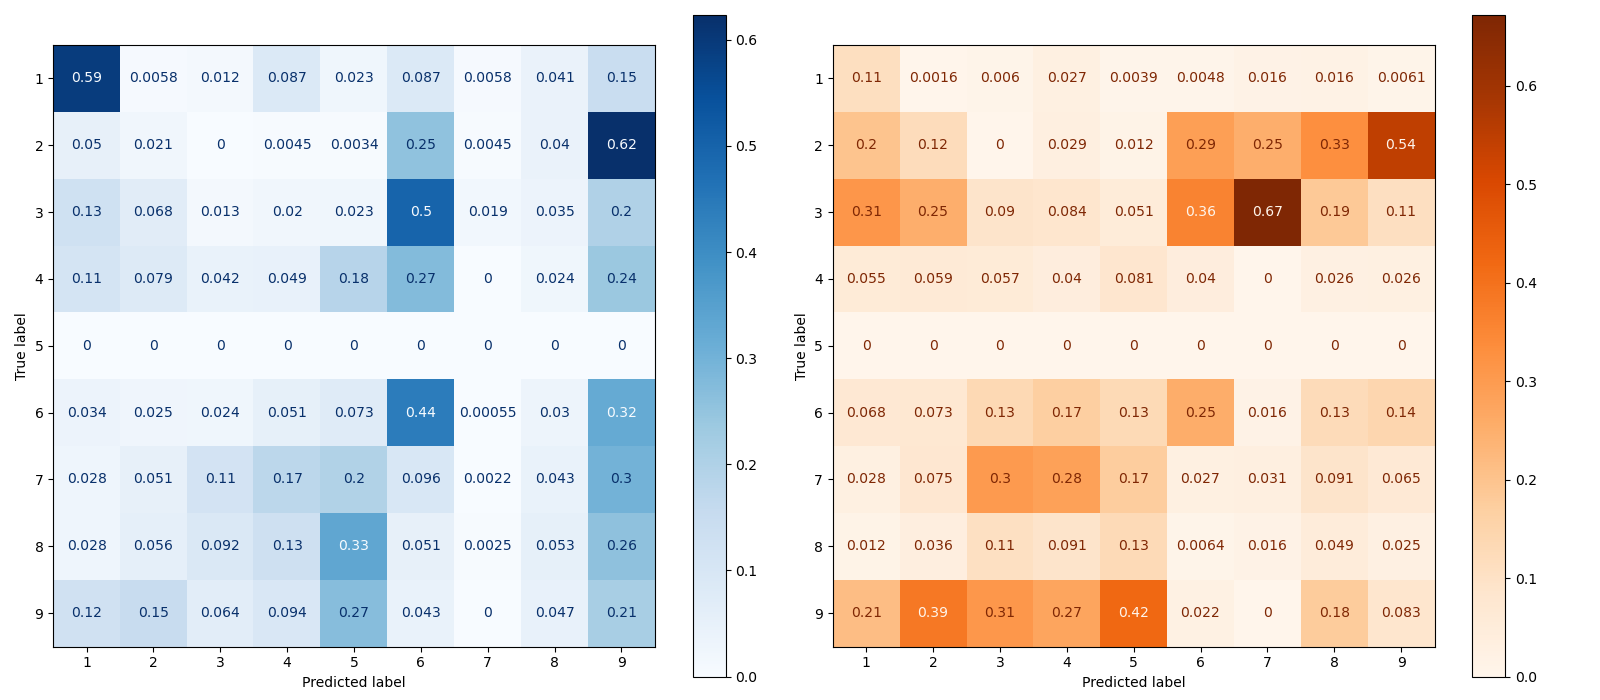 1 0.59 0.0058 0.012 0.087 0.023 0.087 0.0058 0.041 0.15
2 0.05 0.021 0 0.0045 0.0034 0.25 0.0045 0.04 0.62
3 0.13 0.068 0.013 0.02 0.023 0.5 0.019 0.035 0.2
4 0.11 0.079 0.042 0.049 0.18 0.27 0 0.024 0.24
5 0 0 0 0 0 0 0 0 0
6 0.034 0.025 0.024 0.051 0.073 0.44 0.00055 0.03 0.32
7 0.028 0.051 0.11 0.17 0.2 0.096 0.0022 0.043 0.3
8 0.028 0.056 0.092 0.13 0.33 0.051 0.0025 0.053 0.26
9 0.12 0.15 0.064 0.094 0.27 0.043 0 0.047 0.21
1 2 3 4 5 6 7 8 9
Predicted label
True label
0.6
0.5
0.4
0.3
0.2
0.1
0.0
1 0.11 0.0016 0.006 0.027 0.0039 0.0048 0.016 0.016 0.0061
2 0.2 0.12 0 0.029 0.012 0.29 0.25 0.33 0.54
3 0.31 0.25 0.09 0.084 0.051 0.36 0.67 0.19 0.11
4 0.055 0.059 0.057 0.04 0.081 0.04 0 0.026 0.026
5 0 0 0 0 0 0 0 0 0
6 0.068 0.073 0.13 0.17 0.13 0.25 0.016 0.13 0.14
7 0.028 0.075 0.3 0.28 0.17 0.027 0.031 0.091 0.065
8 0.012 0.036 0.11 0.091 0.13 0.0064 0.016 0.049 0.025
9 0.21 0.39 0.31 0.27 0.42 0.022 0 0.18 0.083
1 2 3 4 5 6 7 8 9
Predicted label
True label
0.6
0.5
0.4
0.3
0.2
0.1
0.0